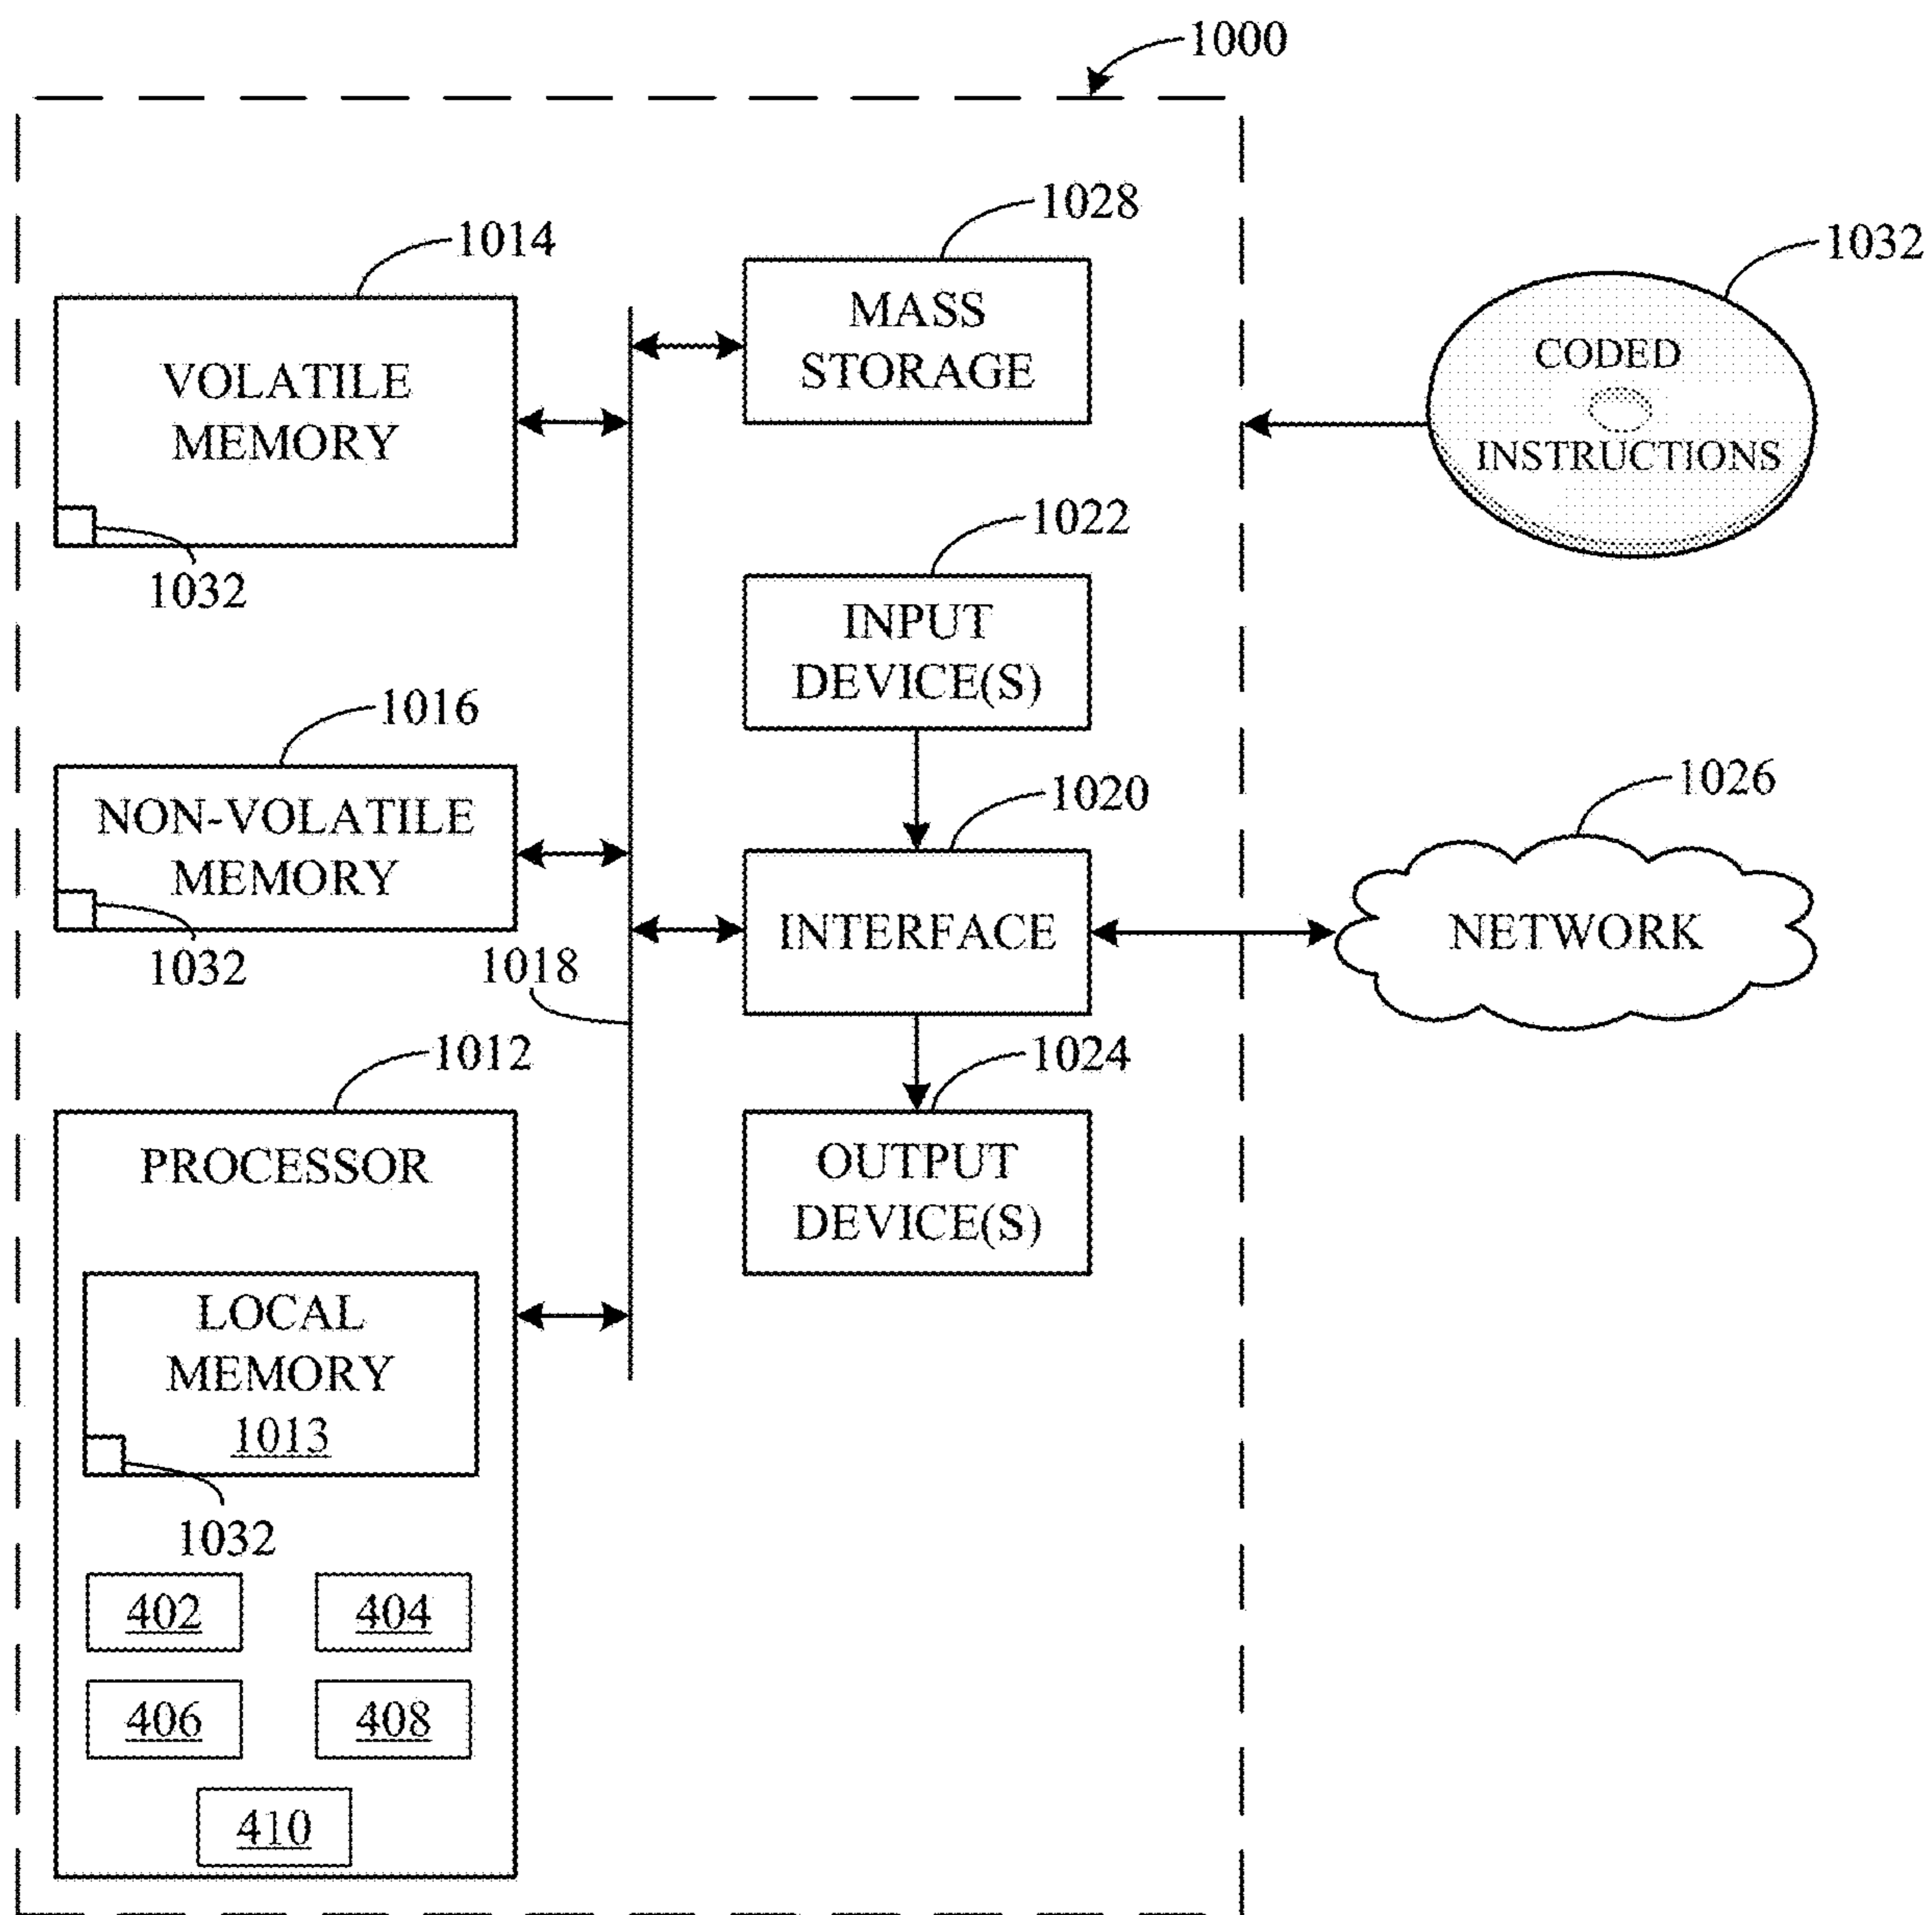 1000
1028
1014
1032
MASS
STORAGE
VOLATILE
MEMORY
CODED
INSTRUCTIONS
1032
1022
INPUT
DEVICE(S)
1016
1020
1026
NON-VOLATILE
MEMORY
1032
INTERFACE
NETWORK
1018
1012
1024
PROCESSOR
OUTPUT
DEVICE(S)
LOCAL
MEMORY
1013
1032
402
404
406
408
410